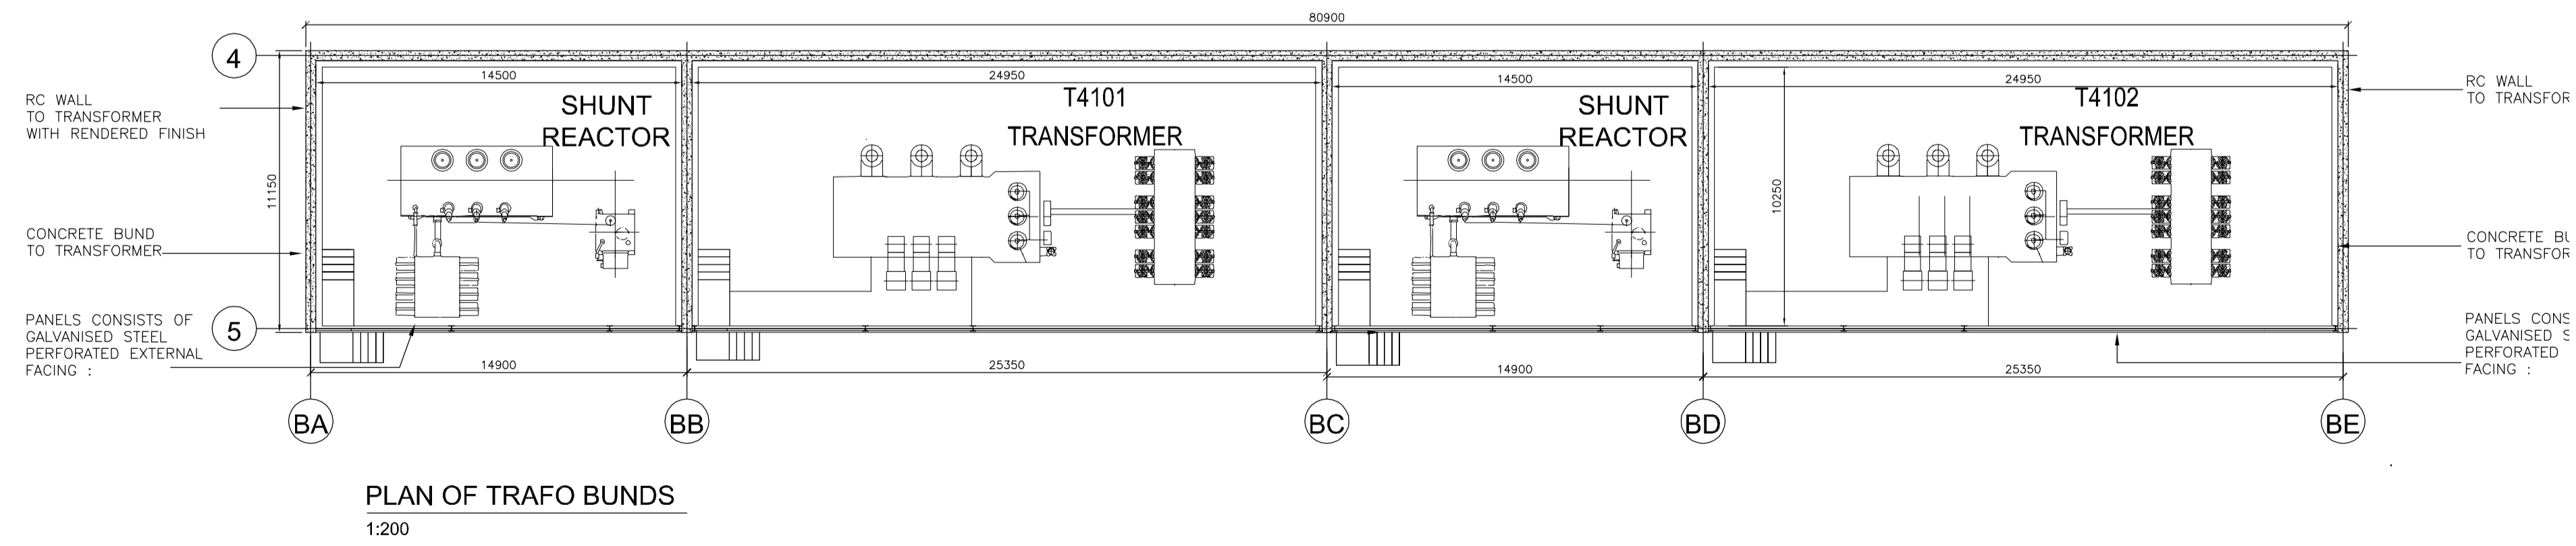 80900
4
14500
24950
14500
24950
RC WALL
TO TRANSFORMER
WITH RENDERED FINISH
SHUNT
REACTOR
T4101
TRANSFORMER
SHUNT
REACTOR
T4102
TRANSFORMER
RC WALL
TO TRANSFOR
11150
10250
CONCRETE BUND
TO TRANSFORMER
CONCRETE BU
TO TRANSFOR
PANELS CONSISTS OF
GALVANISED STEEL
PERFORATED EXTERNAL
FACING :
5
PANELS CONS
GALVANISED S
PERFORATED
FACING :
14900
25350
14900
25350
BA
BB
BC
BD
BE
PLAN OF TRAFO BUNDS
1:200